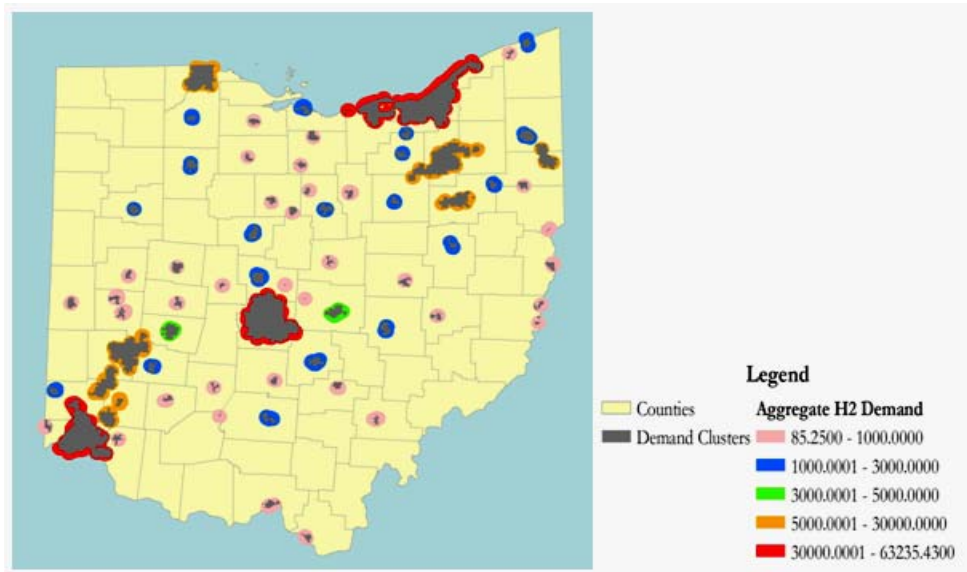 Legend
Counties
Demand Clusters
Aggregate H2 Demand
85.2500 - 1000.0000
1000.0001 - 3000.0000
3000.0001 - 5000.0000
5000.0001 - 30000.0000
30000.0001 - 63235.4300